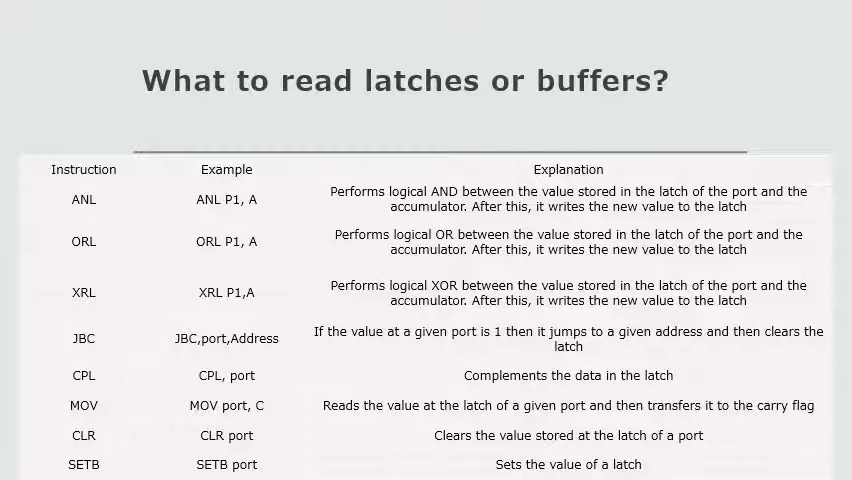 What to read latches or buffers?
Instruction Example Explanation
ANL ANL P1, A Performs logical AND between the value stored in the latch of the port and the
accumulator. After this, it writes the new value to the latch
ORL ORL P1, A Performs logical OR between the value stored in the latch of the port and the
accumulator. After this, it writes the new value to the latch
XRL XRL P1,A Performs logical XOR between the value stored in the latch of the port and the
accumulator. After this, it writes the new value to the latch
JBC JBC,port,Address If the value at a given port is 1 then it jumps to a given address and then clears the
latch
CPL CPL, port Complements the data in the latch
MOV MOV port, C Reads the value at the latch of a given port and then transfers it to the carry flag
CLR CLR port Clears the value stored at the latch of a port
SETB SETB port Sets the value of a latch